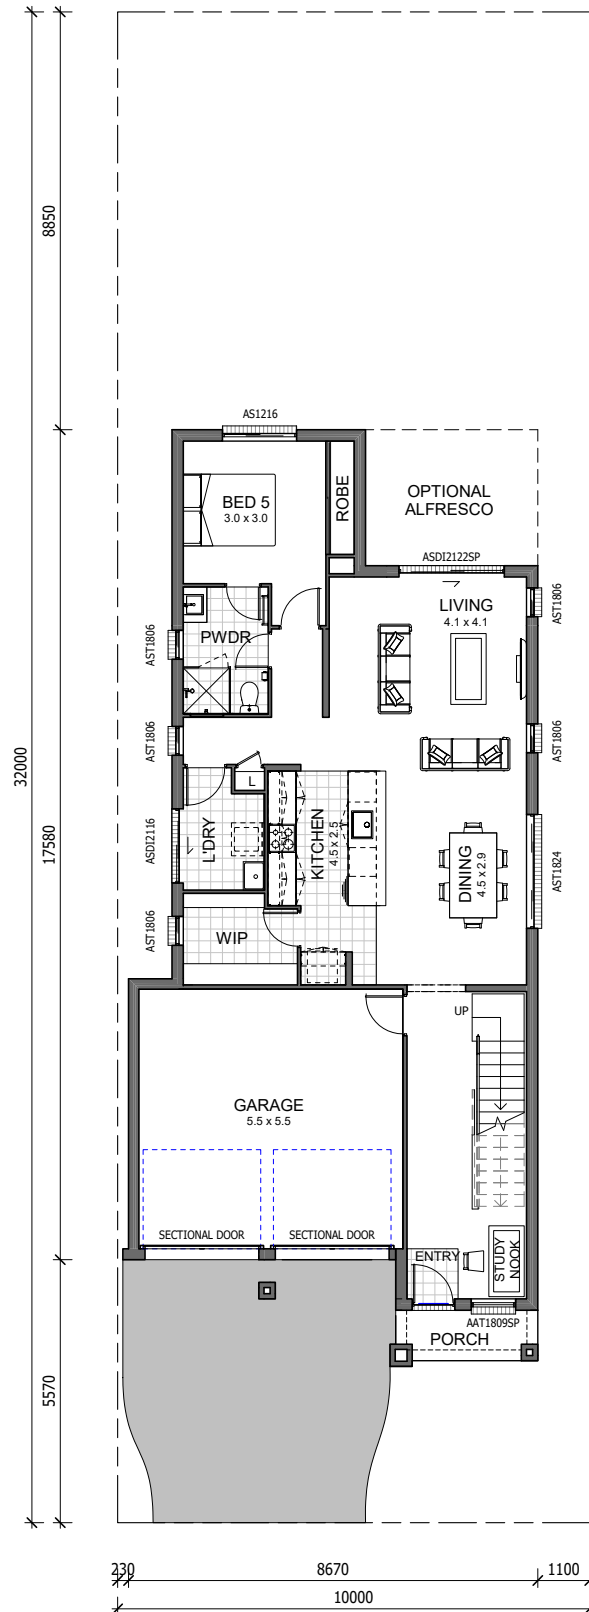 8850
32000
17580
5570
AS1216
BED 5
3.0 x 3.0
ROBE
OPTIONAL
ALFRESCO
ASDI2122SP
LIVING
4.1 x 4.1
AST1806
AST1806
PWDR
AST1806
AST1806
L
ASDI2116
L'DRY
KITCHEN
4.5 x 2.5
DINING
4.5 x 2.9
AST1824
AST1806
WIP
UP
GARAGE
5.5 x 5.5
SECTIONAL DOOR
SECTIONAL DOOR
ENTRY
STUDY
NOOK
AAT1809SP
PORCH
230
8670
1100
10000